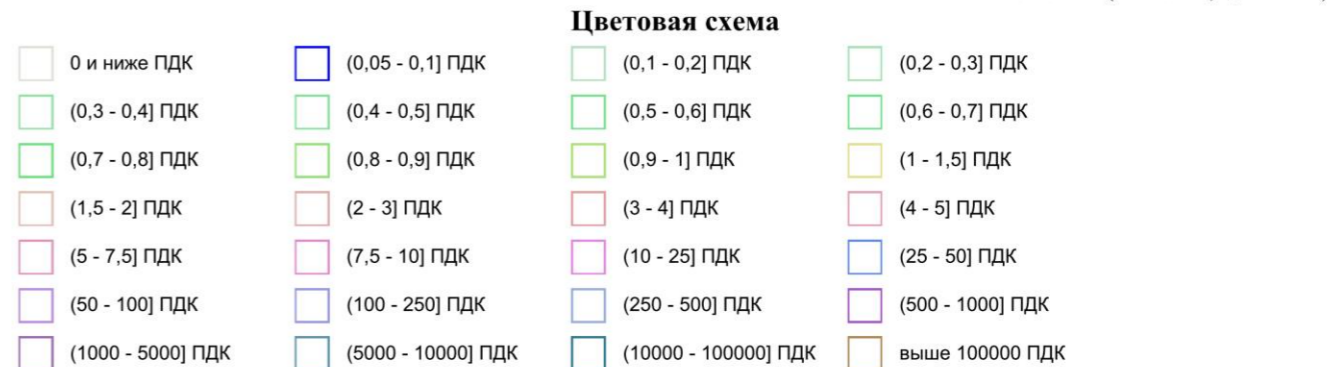 Цветовая схема
0 и ниже ПДК (0,05 - 0,1] ПДК (0,1 - 0,2] ПДК (0,2 - 0,3] ПДК
(0,3 - 0,4] ПДК (0,4 - 0,5] ПДК (0,5 - 0,6] ПДК (0,6 - 0,7] ПДК
(0,7 - 0,8] ПДК (0,8 - 0,9] ПДК (0,9 - 1] ПДК (1 - 1,5] ПДК
(1,5 - 2] ПДК (2 - 3] ПДК (3 - 4] ПДК (4 - 5] ПДК
(5 - 7,5] ПДК (7,5 - 10] ПДК (10 - 25] ПДК (25 - 50] ПДК
(50 - 100] ПДК (100 - 250] ПДК (250 - 500] ПДК (500 - 1000] ПДК
(1000 - 5000] ПДК (5000 - 10000] ПДК (10000 - 100000] ПДК выше 100000 ПДК